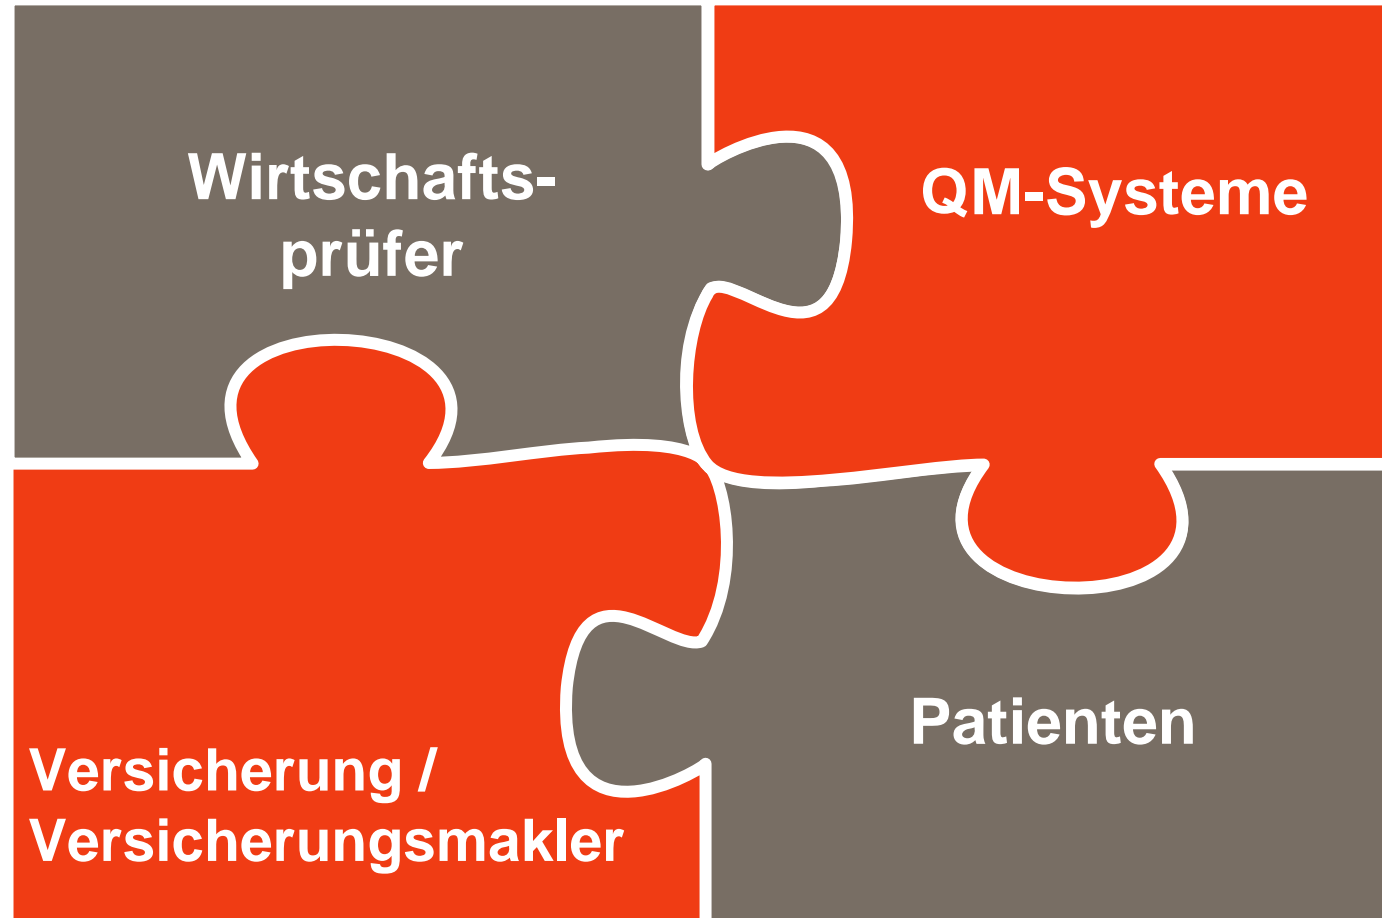 Wirtschafts-
prüfer
QM-Systeme
Versicherung /
Versicherungsmakler
Patienten